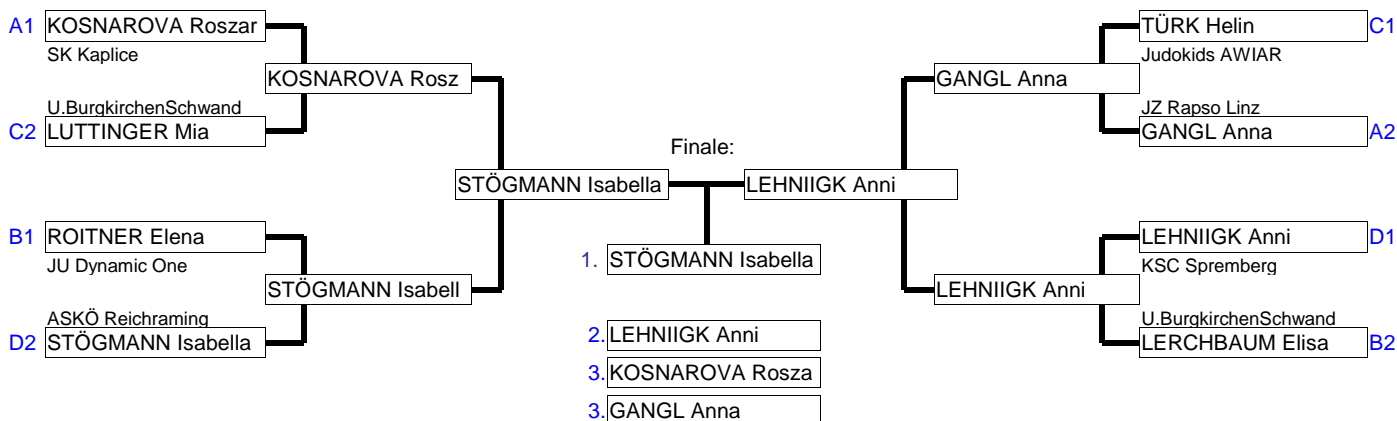 A1 KOSNAROVA Roszar
SK Kaplice
KOSNAROVA Rosz
U.BurgkirchenSchwand
C2 LUTTINGER Mia
STÖGMANN Isabella
B1 ROITNER Elena
JU Dynamic One
STÖGMANN Isabell
ASKÖ Reichraming
D2 STÖGMANN Isabella
Finale:
1. STÖGMANN Isabella
2. LEHNIIGK Anni
3. KOSNAROVA Rosza
3. GANGL Anna
TÜRK Helin C1
Judokids AWIAR
GANGL Anna
JZ Rapso Linz
GANGL Anna A2
LEHNIIGK Anni
LEHNIIGK Anni D1
KSC Spremberg
LEHNIIGK Anni
U.BurgkirchenSchwand
LERCHBAUM Elisa B2